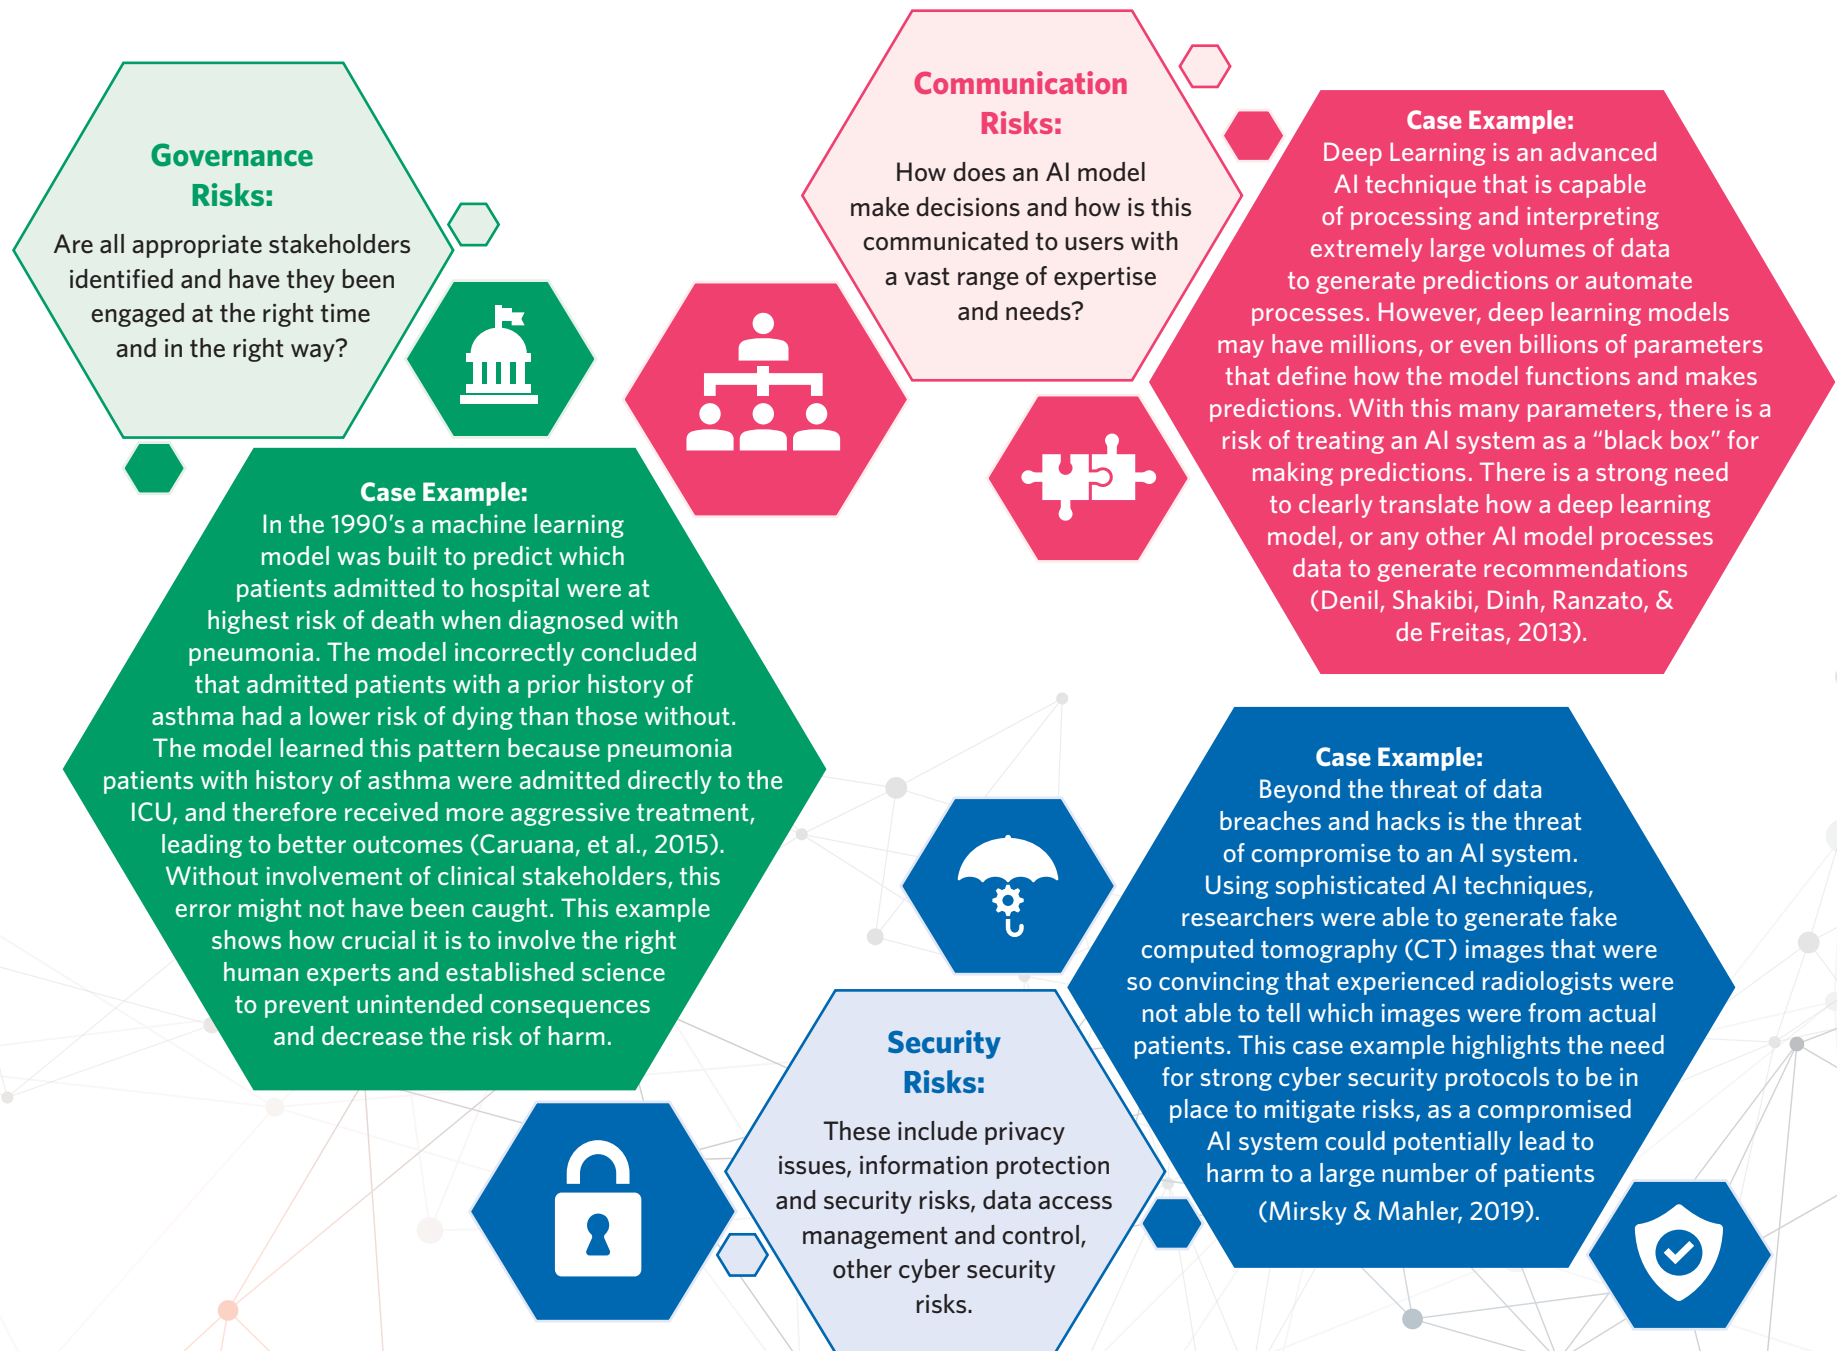 Governance
Risks:
Are all appropriate stakeholders
identified and have they been
engaged at the right time
and in the right way?
Case Example:
In the 1990’s a machine learning
model was built to predict which
patients admitted to hospital were at
highest risk of death when diagnosed with
pneumonia. The model incorrectly concluded
that admitted patients with a prior history of
asthma had a lower risk of dying than those without.
The model learned this pattern because pneumonia
patients with history of asthma were admitted directly to the
ICU, and therefore received more aggressive treatment,
leading to better outcomes (Caruana, et al., 2015).
Without involvement of clinical stakeholders, this
error might not have been caught. This example
shows how crucial it is to involve the right
human experts and established science
to prevent unintended consequences
and decrease the risk of harm.
Communication
Risks:
How does an AI model
make decisions and how is this
communicated to users with
a vast range of expertise
and needs?
Case Example:
Deep Learning is an advanced
AI technique that is capable
of processing and interpreting
extremely large volumes of data
to generate predictions or automate
processes. However, deep learning models
may have millions, or even billions of parameters
that define how the model functions and makes
predictions. With this many parameters, there is a
risk of treating an AI system as a “black box” for
making predictions. There is a strong need
to clearly translate how a deep learning
model, or any other AI model processes
data to generate recommendations
(Denil, Shakibi, Dinh, Ranzato, &
de Freitas, 2013).
Security
Risks:
These include privacy
issues, information protection
and security risks, data access
management and control,
other cyber security
risks.
Case Example:
Beyond the threat of data
breaches and hacks is the threat
of compromise to an AI system.
Using sophisticated AI techniques,
researchers were able to generate fake
computed tomography (CT) images that were
so convincing that experienced radiologists were
not able to tell which images were from actual
patients. This case example highlights the need
for strong cyber security protocols to be in
place to mitigate risks, as a compromised
AI system could potentially lead to
harm to a large number of patients
(Mirsky & Mahler, 2019).